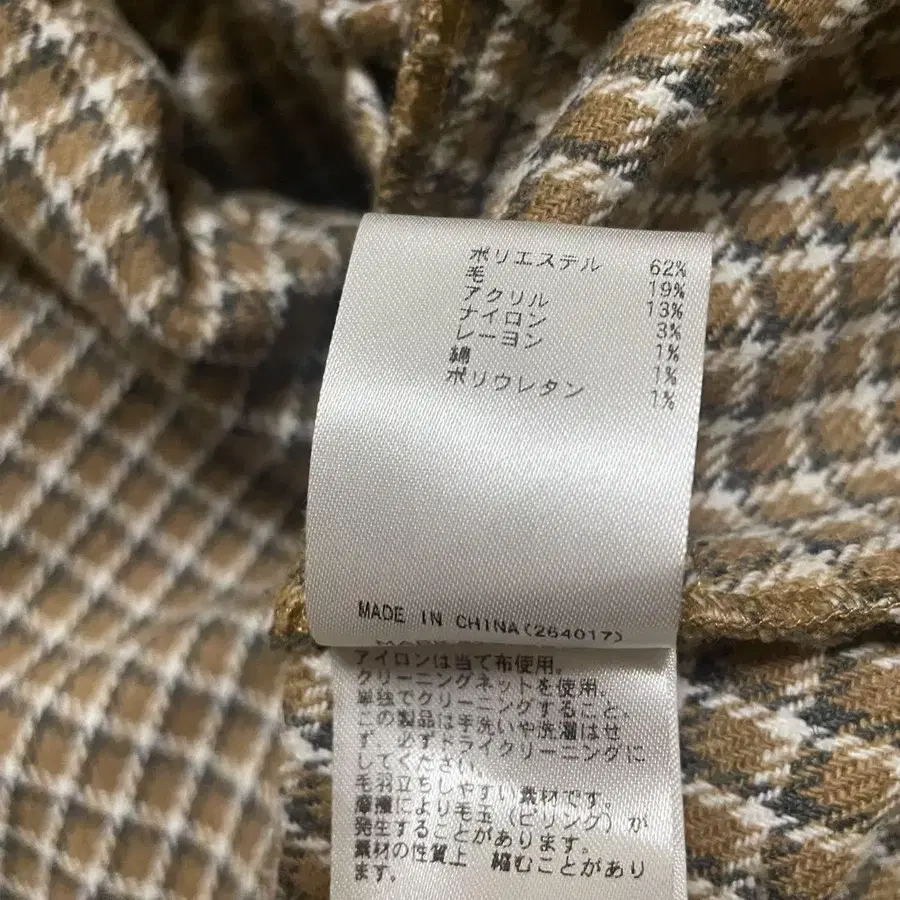 ポリエステル 62%
毛 19%
アクリル 13%
ナイロン 3%
レーヨン 1%
綿 1%
ポリウレタン 1%
MADE IN CHINA(264017)
アイロンは当て布使用。
クリーニングネットを使用。
単独でクリーニングすること。
この製品は手洗いや洗濯はせ
ず、必ずドライクリーニングに
してください。
毛羽立ちしやすい素材です。
摩擦により毛玉(ピリング)が
発生することがあります。
素材の性質上 縮むことがあり
ます。